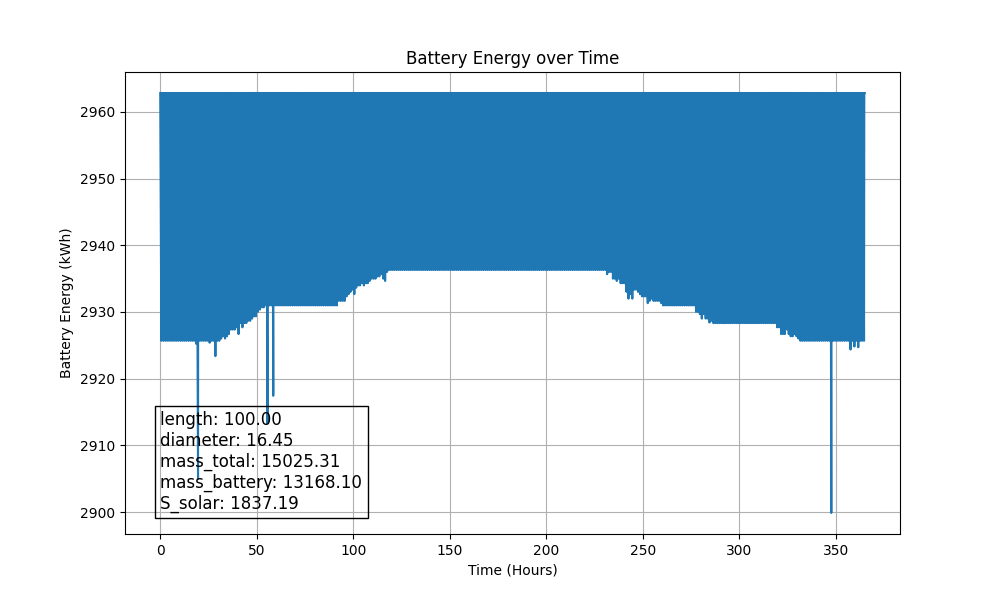 Battery Energy over Time
Battery Energy (kWh)
2960
2950
2940
2930
2920
2910
2900
length: 100.00
diameter: 16.45
mass_total: 15025.31
mass_battery: 13168.10
S_solar: 1837.19
0 50 100 150 200 250 300 350
Time (Hours)